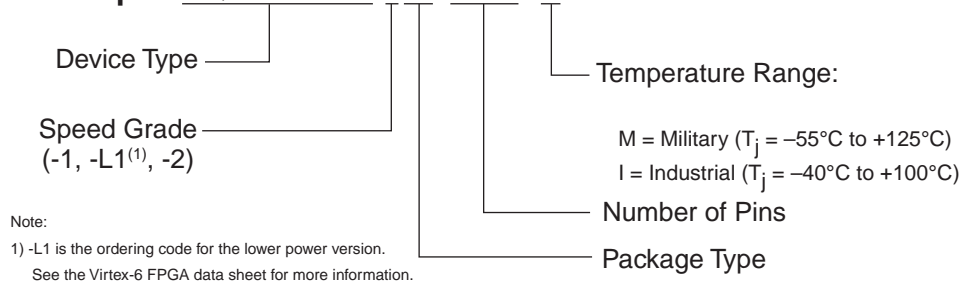 Device Type
Temperature Range:
Speed Grade
(-1, -L1(1), -2)
M = Military (Tj = –55°C to +125°C)
I = Industrial (Tj = –40°C to +100°C)
Number of Pins
Package Type
Note:
1) -L1 is the ordering code for the lower power version.
See the Virtex-6 FPGA data sheet for more information.